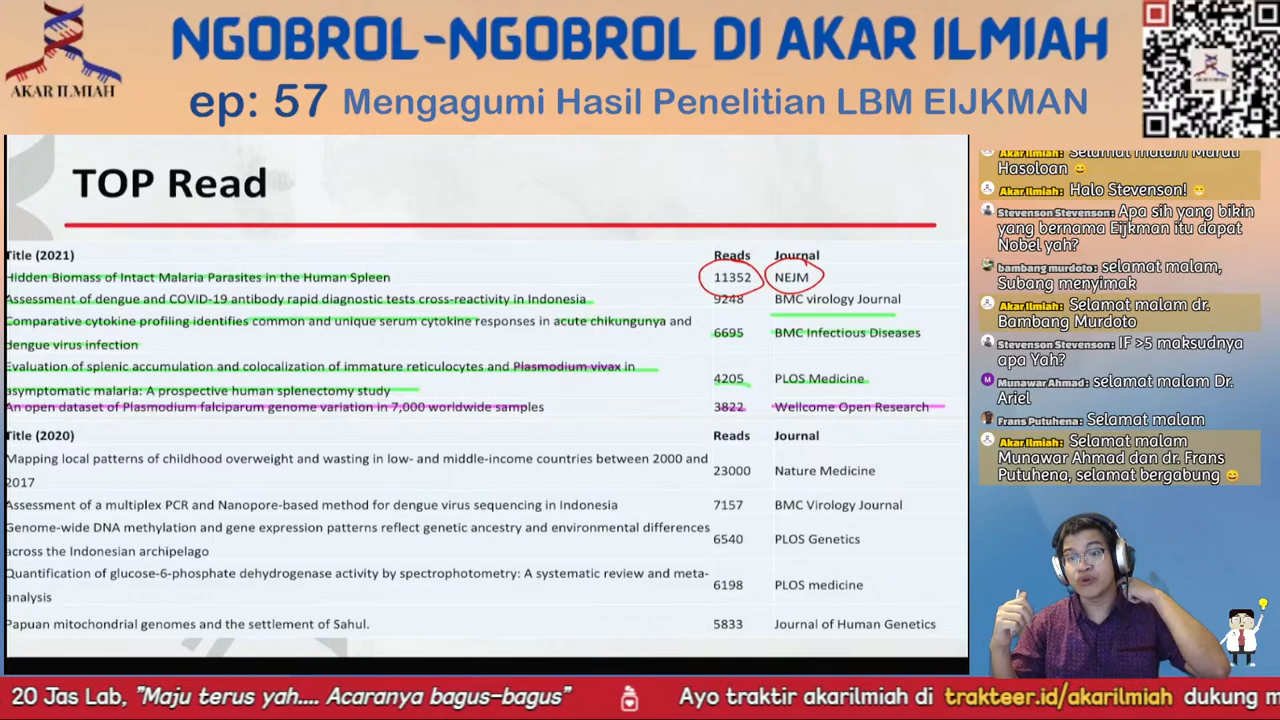 AKAR ILMIAH
NGOBROL-NGOBROL DI AKAR ILMIAH
ep: 57 Mengagumi Hasil Penelitian LBM EIJKMAN
TOP Read
Title (2021) Reads Journal
Hidden Biomass of Intact Malaria Parasites in the Human Spleen 11352 NEJM
Assessment of dengue and COVID-19 antibody rapid diagnostic tests cross-reactivity in Indonesia 9248 BMC virology Journal
Comparative cytokine profiling identifies common and unique serum cytokine responses in acute chikungunya and
dengue virus infection 6695 BMC Infectious Diseases
Evaluation of splenic accumulation and colocalization of immature reticulocytes and Plasmodium vivax in
asymptomatic malaria: A prospective human splenectomy study 4205 PLOS Medicine
An open dataset of Plasmodium falciparum genome variation in 7,000 worldwide samples 3822 Wellcome Open Research
Title (2020) Reads Journal
Mapping local patterns of childhood overweight and wasting in low- and middle-income countries between 2000 and
2017 23000 Nature Medicine
Assessment of a multiplex PCR and Nanopore-based method for dengue virus sequencing in Indonesia 7157 BMC Virology Journal
Genome-wide DNA methylation and gene expression patterns reflect genetic ancestry and environmental differences
across the Indonesian archipelago 6540 PLOS Genetics
Quantification of glucose-6-phosphate dehydrogenase activity by spectrophotometry: A systematic review and meta-
analysis 6198 PLOS medicine
Papuan mitochondrial genomes and the settlement of Sahul. 5833 Journal of Human Genetics
Akar Ilmiah: Selamat malam Maruli
Hasoloan
Akar Ilmiah: Halo Stevenson!
Stevenson Stevenson: Apa sih yang bikin
yang bernama Eijkman itu dapat
Nobel yah?
bambang murdoto: selamat malam,
Subang menyimak
Akar Ilmiah: Selamat malam dr.
Bambang Murdoto
Stevenson Stevenson: IF >5 maksudnya
apa Yah?
Munawar Ahmad: selamat malam Dr.
Ariel
Frans Putuhena: Selamat malam
Akar Ilmiah: Selamat malam
Munawar Ahmad dan dr. Frans
Putuhena, selamat bergabung
20 Jas Lab, "Maju terus yah.... Acaranya bagus-bagus" Ayo traktir akarilmiah di trakteer.id/akarilmiah dukung m